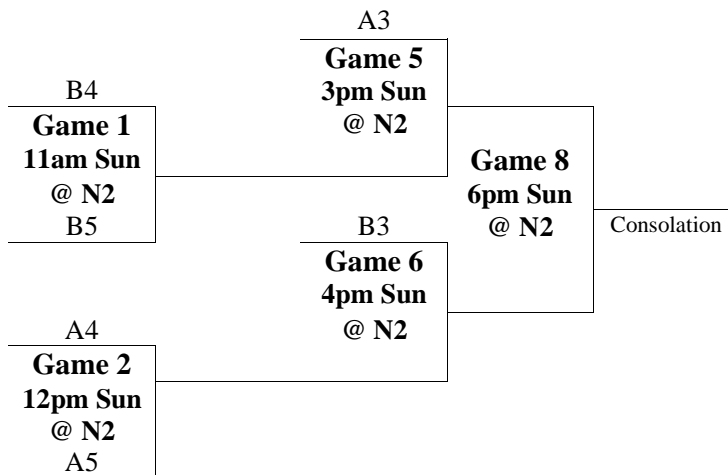 A3
Game 5
3pm Sun
@ N2
B4
Game 1
11am Sun
@ N2
B5
Game 8
6pm Sun
@ N2
Consolation
B3
Game 6
4pm Sun
@ N2
A4
Game 2
12pm Sun
@ N2
A5